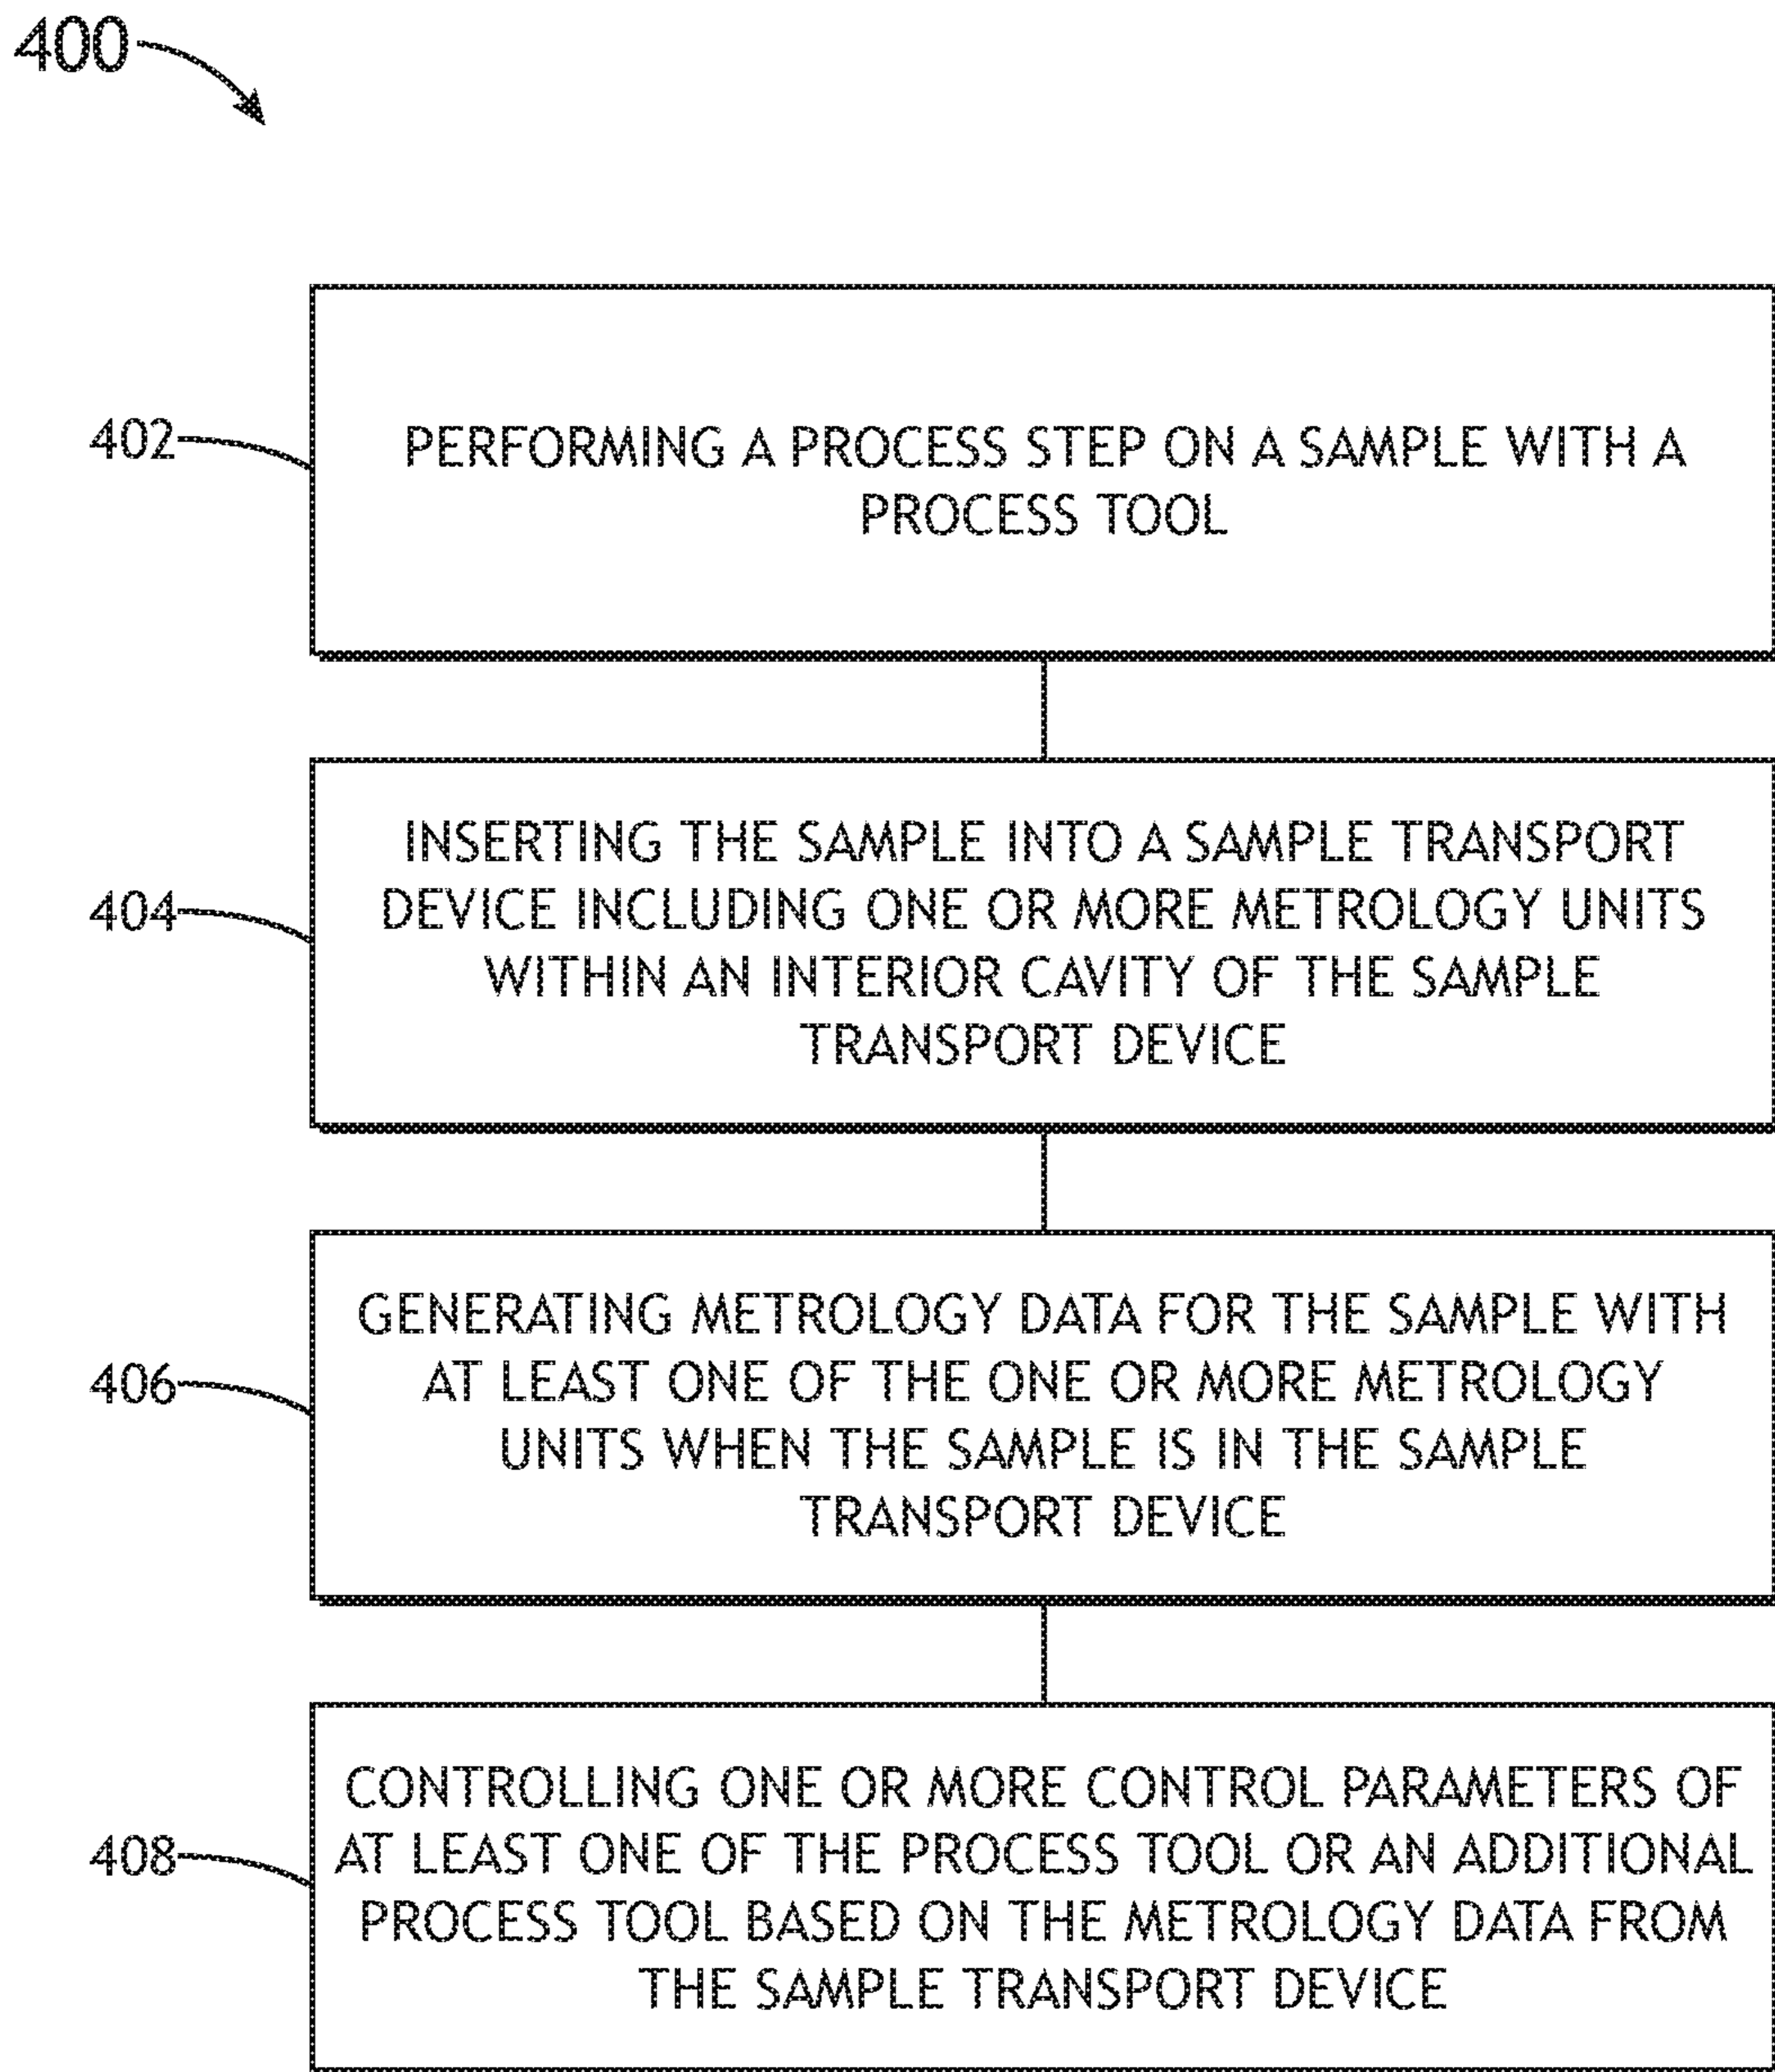 400
402
PERFORMING A PROCESS STEP ON A SAMPLE WITH A
PROCESS TOOL
404
INSERTING THE SAMPLE INTO A SAMPLE TRANSPORT
DEVICE INCLUDING ONE OR MORE METROLOGY UNITS
WITHIN AN INTERIOR CAVITY OF THE SAMPLE
TRANSPORT DEVICE
406
GENERATING METROLOGY DATA FOR THE SAMPLE WITH
AT LEAST ONE OF THE ONE OR MORE METROLOGY
UNITS WHEN THE SAMPLE IS IN THE SAMPLE
TRANSPORT DEVICE
408
CONTROLLING ONE OR MORE CONTROL PARAMETERS OF
AT LEAST ONE OF THE PROCESS TOOL OR AN ADDITIONAL
PROCESS TOOL BASED ON THE METROLOGY DATA FROM
THE SAMPLE TRANSPORT DEVICE